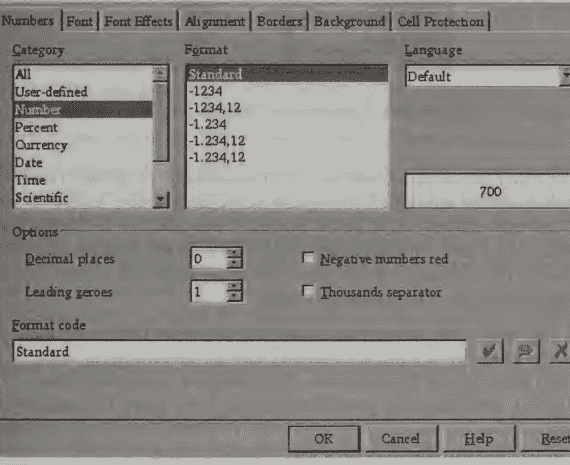 Numbers Font Font Effects Alignment Borders Background Cell Protection
Category Format Language
All Standard Default
User-defined -1234
Number -1234,12
Percent -1.234
Currency -1.234,12
Date -1.234,12
Time
Scientific 700
Options
Decimal places 0 Negative numbers red
Leading zeroes 1 Thousands separator
Format code
Standard
OK Cancel Help Reset